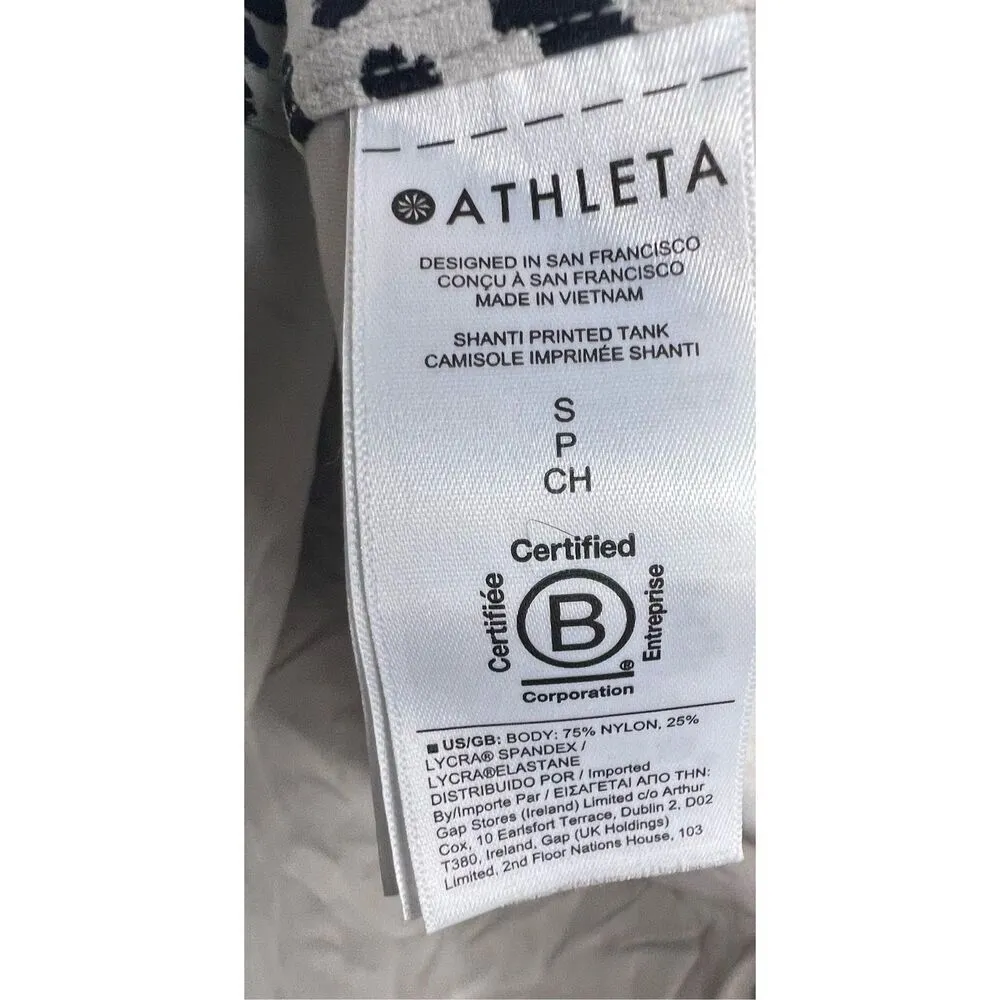 ATHLETA
DESIGNED IN SAN FRANCISCO
CONÇU À SAN FRANCISCO
MADE IN VIETNAM
SHANTI PRINTED TANK
CAMISOLE IMPRIMÉE SHANTI
S
P
CH
Certified
Certifiée
B
Entreprise
®
Corporation
US/GB: BODY: 75% NYLON, 25%
LYCRA® SPANDEX /
LYCRA®ELASTANE
DISTRIBUIDO POR / Imported
By/Importe Par / ΕΙΣΑΓΕΤΑΙ ΑΠΟ ΤΗΝ:
Gap Stores (Ireland) Limited c/o Arthur
Cox, 10 Earlsfort Terrace, Dublin 2, D02
T380, Ireland, Gap (UK Holdings)
Limited, 2nd Floor Nations House, 103